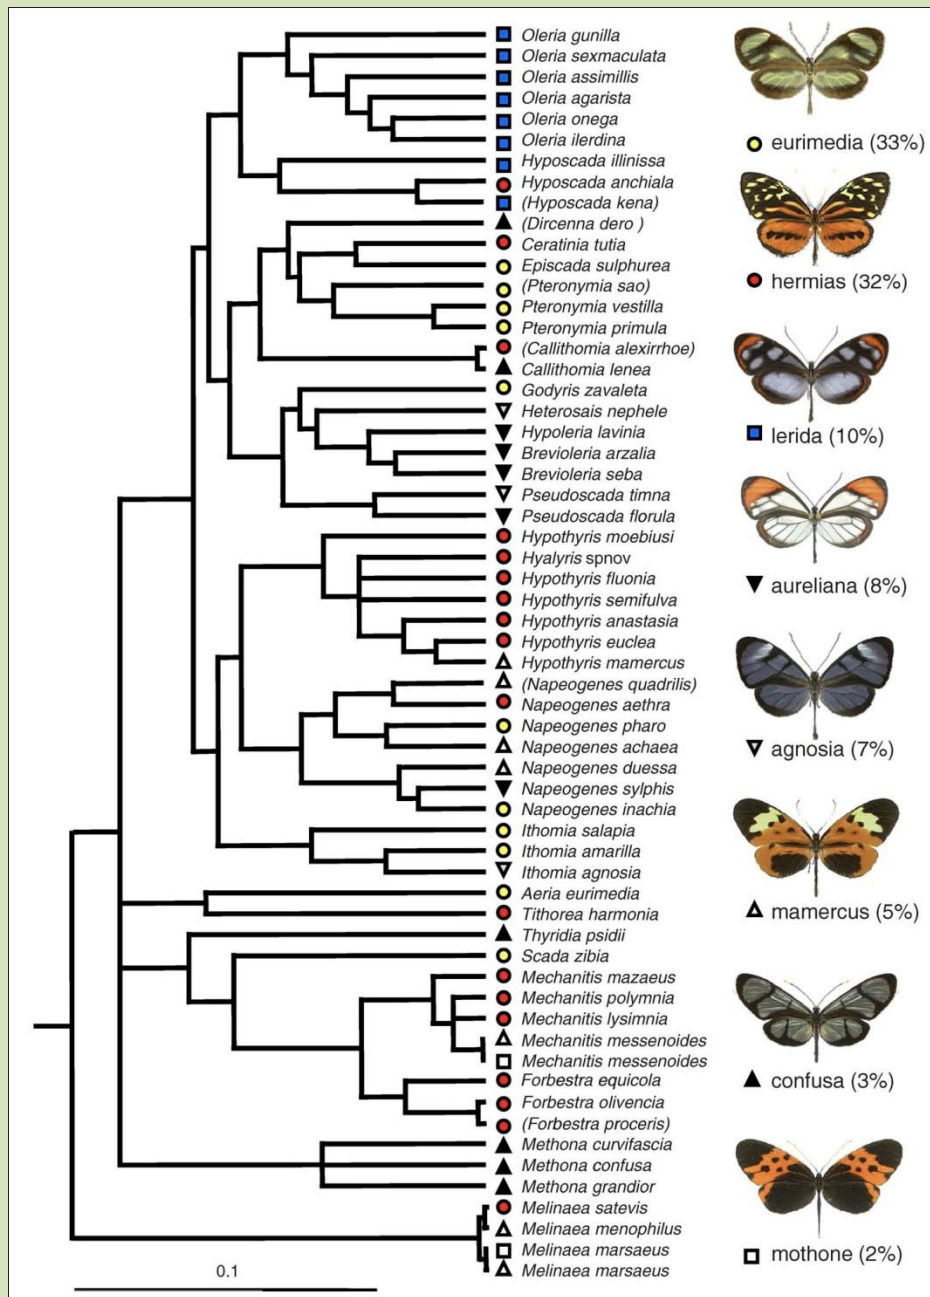 Oleria gunilla
Oleria sexmaculata
Oleria assimillis
Oleria agarista
Oleria onega
Oleria ilerdina
Hyposcada illinissa
Hyposcada anchiala
(Hyposcada kena)
(Dircenna dero )
Ceratinia tutia
Episcada sulphurea
(Pteronymia sao)
Pteronymia vestilla
Pteronymia primula
(Callithomia alexirrhoe)
Callithomia lenea
Godyris zavaleta
Heterosais nephele
Hypoleria lavinia
Brevioleria arzalia
Brevioleria seba
Pseudoscada timna
Pseudoscada florula
Hypothyris moebiusi
Hyalyris spnov
Hypothyris fluonia
Hypothyris semifulva
Hypothyris anastasia
Hypothyris euclea
Hypothyris mamercus
(Napeogenes quadrilis)
Napeogenes aethra
Napeogenes pharo
Napeogenes achaea
Napeogenes duessa
Napeogenes sylphis
Napeogenes inachia
Ithomia salapia
Ithomia amarilla
Ithomia agnosia
Aeria eurimedia
Tithorea harmonia
Thyridia psidii
Scada zibia
Mechanitis mazaeus
Mechanitis polymnia
Mechanitis lysimnia
Mechanitis messenoides
Mechanitis messenoides
Forbestra equicola
Forbestra olivencia
(Forbestra proceris)
Methona curvifascia
Methona confusa
Methona grandior
Melinaea satevis
Melinaea menophilus
Melinaea marsaeus
Melinaea marsaeus
0.1
eurimedia (33%)
hermias (32%)
lerida (10%)
aureliana (8%)
agnosia (7%)
mamercus (5%)
confusa (3%)
mothone (2%)